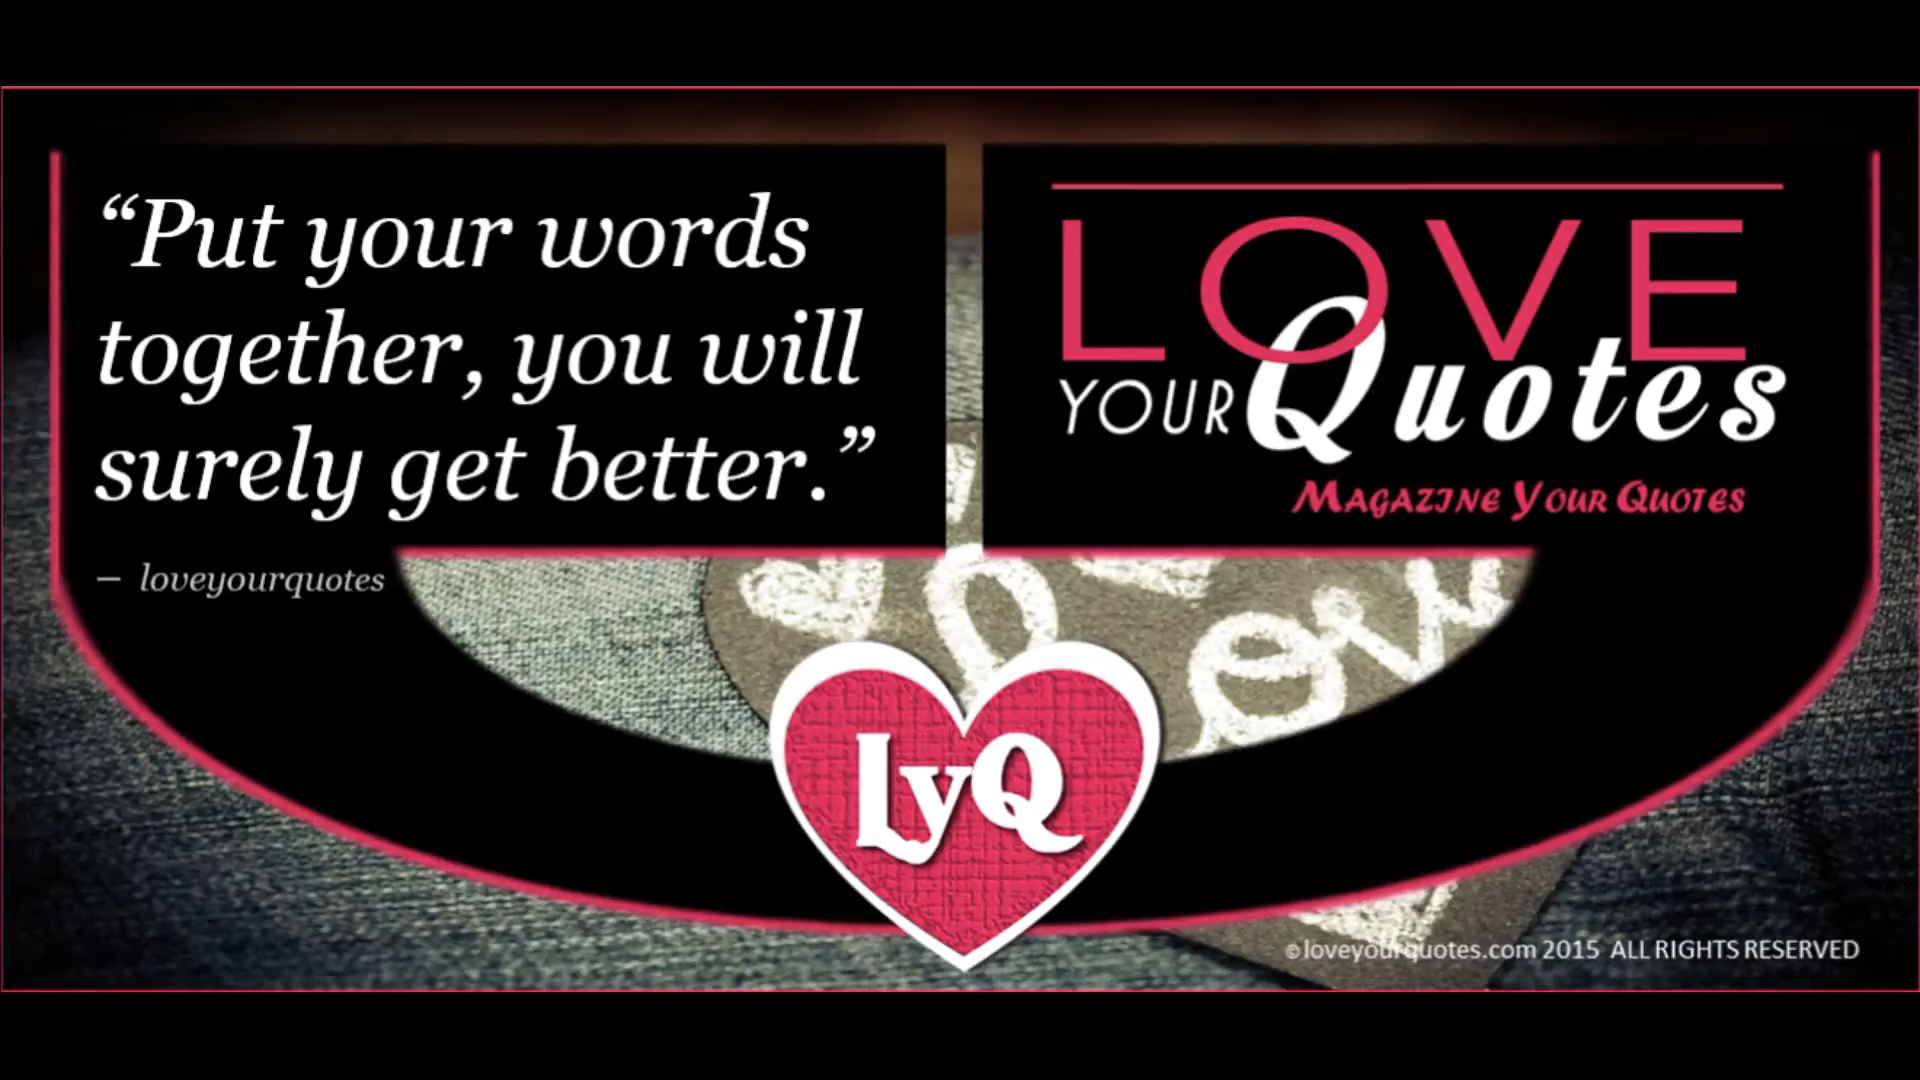 “Put your words
together, you will
surely get better.”
– loveyourquotes
LOVE
YOUR Quotes
MAGAZINE YOUR QUOTES
Love
LyQ
©loveyourquotes.com 2015 ALL RIGHTS RESERVED